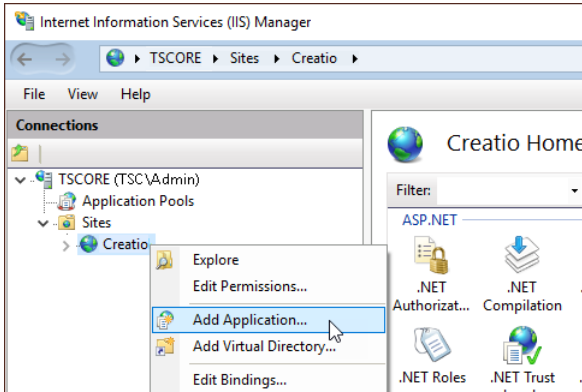 Internet Information Services (IIS) Manager
TSCORE Sites Creatio
File View Help
Connections
TSCORE (TSC\Admin)
Application Pools
Sites
Creatio
Explore
Edit Permissions...
Add Application...
Add Virtual Directory...
Edit Bindings...
Creatio Home
Filter:
ASP.NET
.NET Authorizat...
.NET Compilation
.NET Roles
.NET Trust